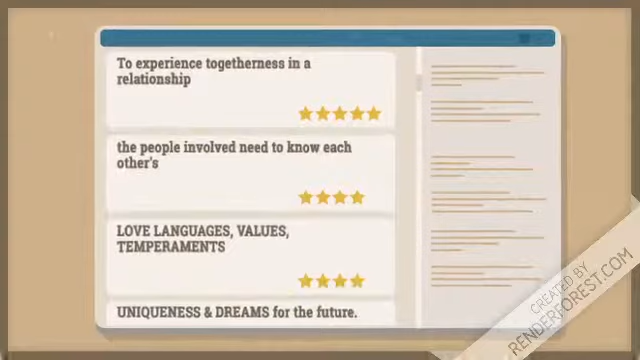 To experience togetherness in a
relationship
the people involved need to know each
other's
LOVE LANGUAGES, VALUES,
TEMPERAMENTS
UNIQUENESS & DREAMS for the future.
CREATED BY
RENDERFOREST.COM